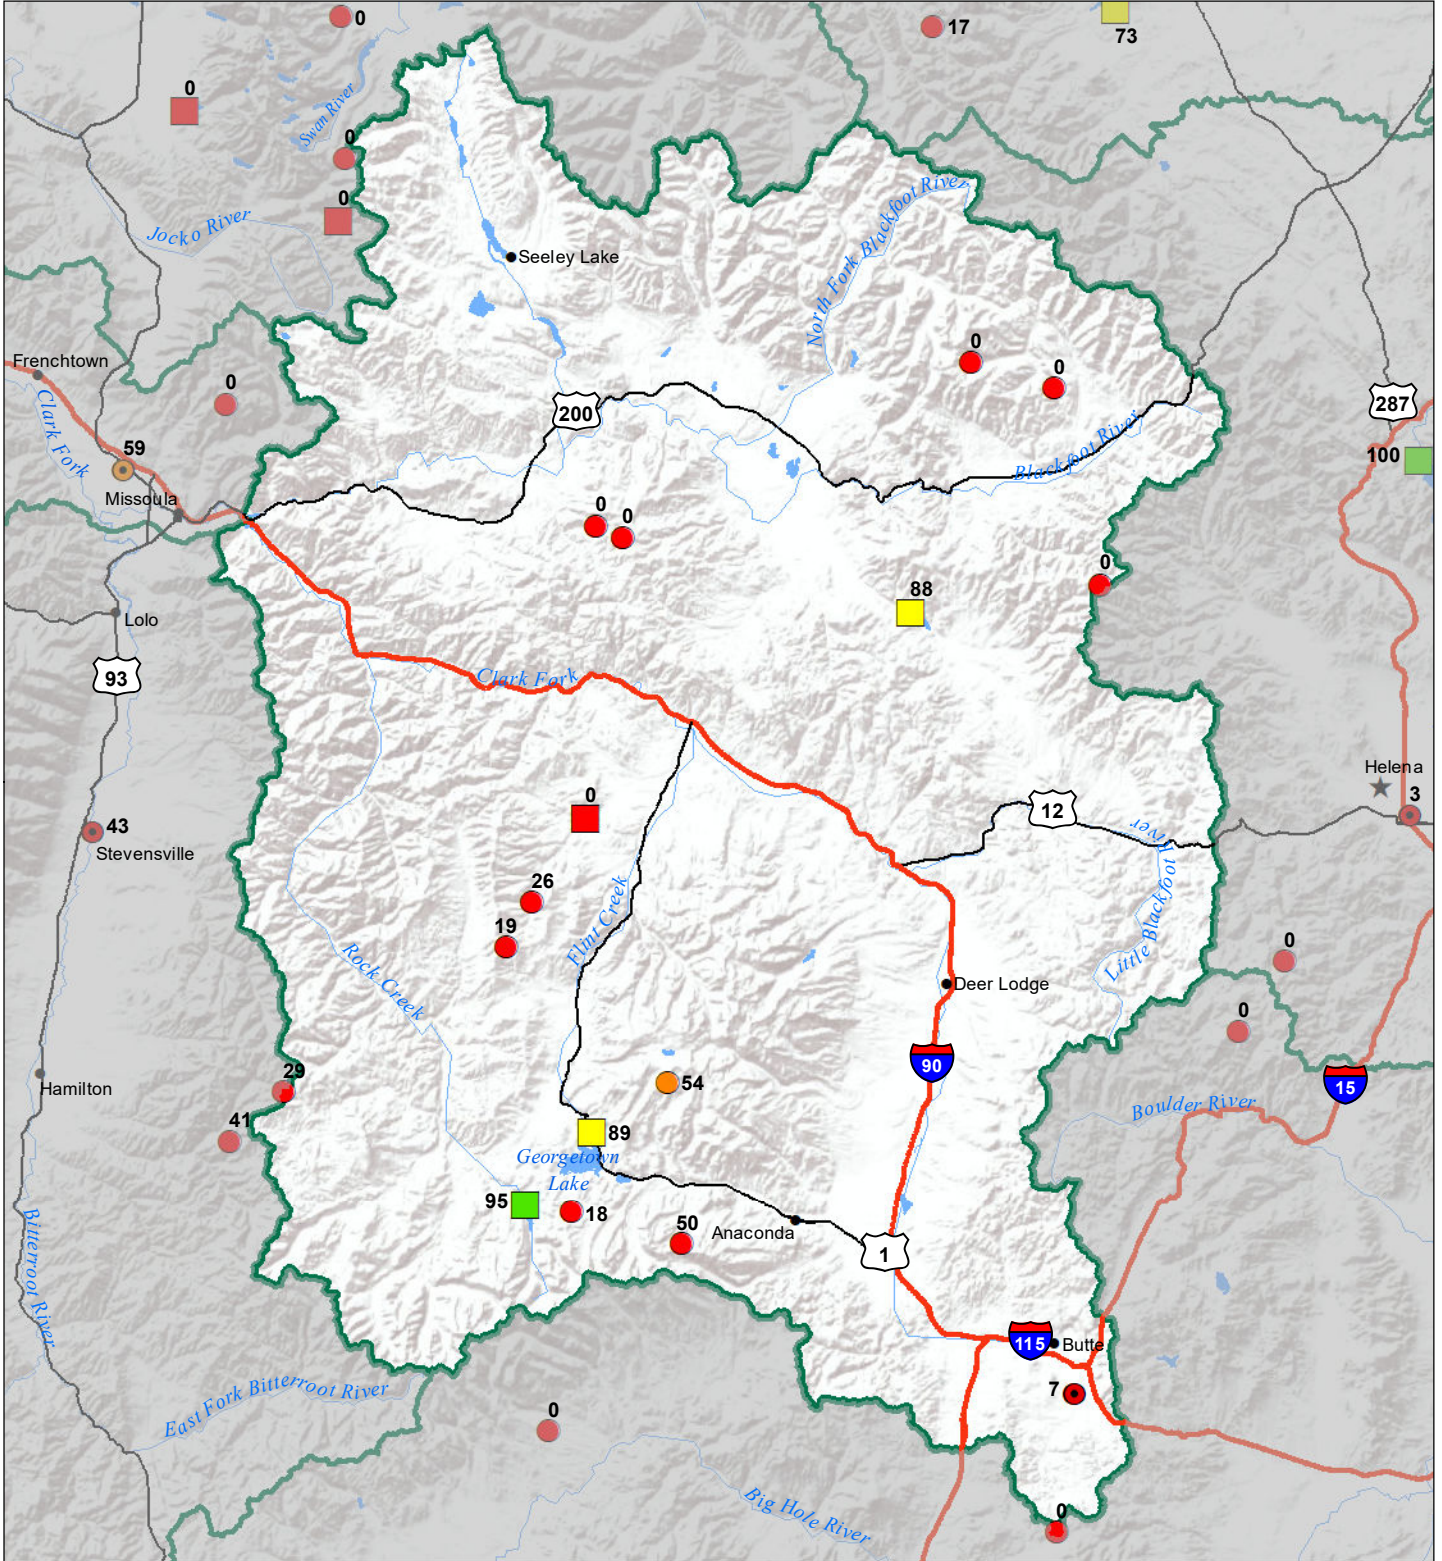 0
17
73
0
Swan River
0
0
Jocko River
North Fork Blackfoot River
Seeley Lake
Frenchtown
0
0
0
Clark Fork
200
287
59
Blackfoot River
100
Missoula
0
0
0
88
Lolo
93
Clark Fork
Helena
0
12
3
43
Stevensville
Little Blackfoot
River
26
19
Flint Creek
Rock Creek
0
Deer Lodge
0
29
Hamilton
90
15
54
41
Boulder River
89
Georgetown
Lake
95
18
50
Anaconda
1
Bitterroot River
115
Butte
7
East Fork Bitterroot River
0
Big Hole River
0